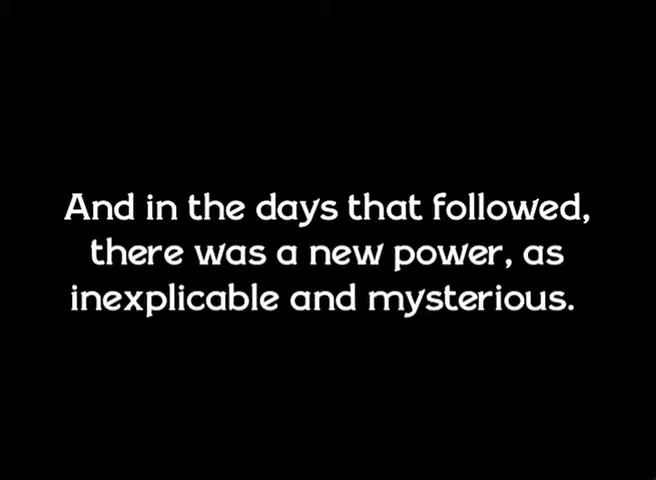 And in the days that followed,
there was a new power, as
inexplicable and mysterious.